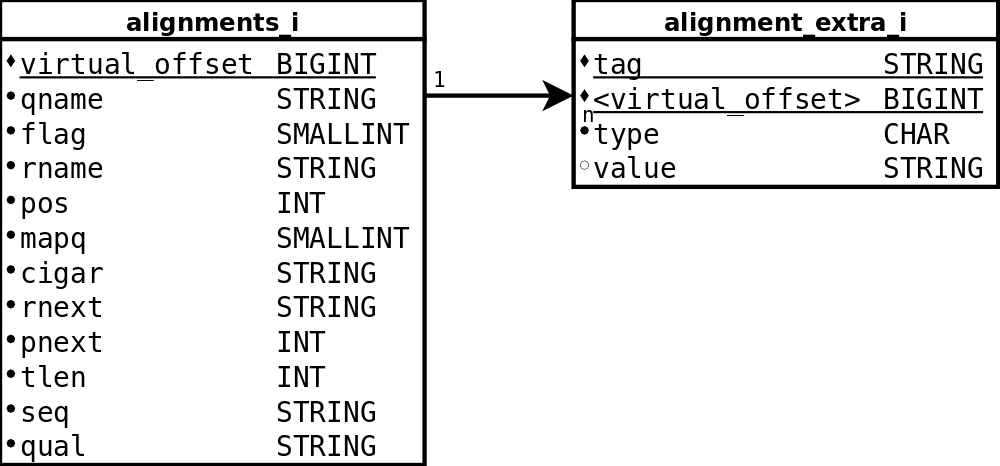 alignments_i
virtual_offset BIGINT
qname STRING
flag SMALLINT
rname STRING
pos INT
mapq SMALLINT
cigar STRING
rnext STRING
pnext INT
tlen INT
seq STRING
qual STRING
1
n
alignment_extra_i
tag STRING
<virtual_offset> BIGINT
type CHAR
value STRING